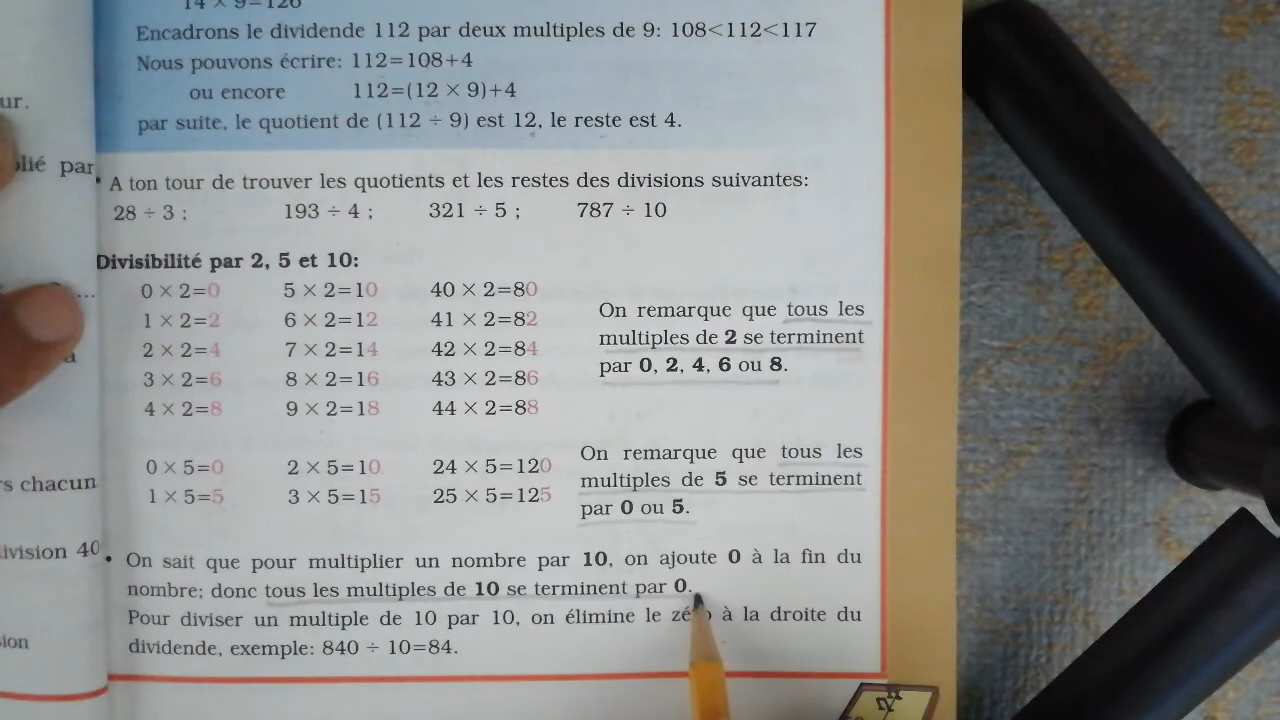 14 × 9=126
Encadrons le dividende 112 par deux multiples de 9: 108<112<117
Nous pouvons écrire: 112=108+4
ou encore 112=(12 × 9)+4
par suite, le quotient de (112 ÷ 9) est 12, le reste est 4.
ur.
par
• A ton tour de trouver les quotients et les restes des divisions suivantes:
28 ÷ 3 ; 193 ÷ 4 ; 321 ÷ 5 ; 787 ÷ 10
Divisibilité par 2, 5 et 10:
0 × 2=0 5 × 2=10 40 × 2=80
1 × 2=2 6 × 2=12 41 × 2=82
2 × 2=4 7 × 2=14 42 × 2=84
3 × 2=6 8 × 2=16 43 × 2=86
4 × 2=8 9 × 2=18 44 × 2=88
On remarque que tous les
multiples de 2 se terminent
par 0, 2, 4, 6 ou 8.
0 × 5=0 2 × 5=10 24 × 5=120
1 × 5=5 3 × 5=15 25 × 5=125
On remarque que tous les
multiples de 5 se terminent
par 0 ou 5.
s chacun
ivision 40
• On sait que pour multiplier un nombre par 10, on ajoute 0 à la fin du
nombre; donc tous les multiples de 10 se terminent par 0.
Pour diviser un multiple de 10 par 10, on élimine le zéro à la droite du
dividende, exemple: 840 ÷ 10=84.
sion